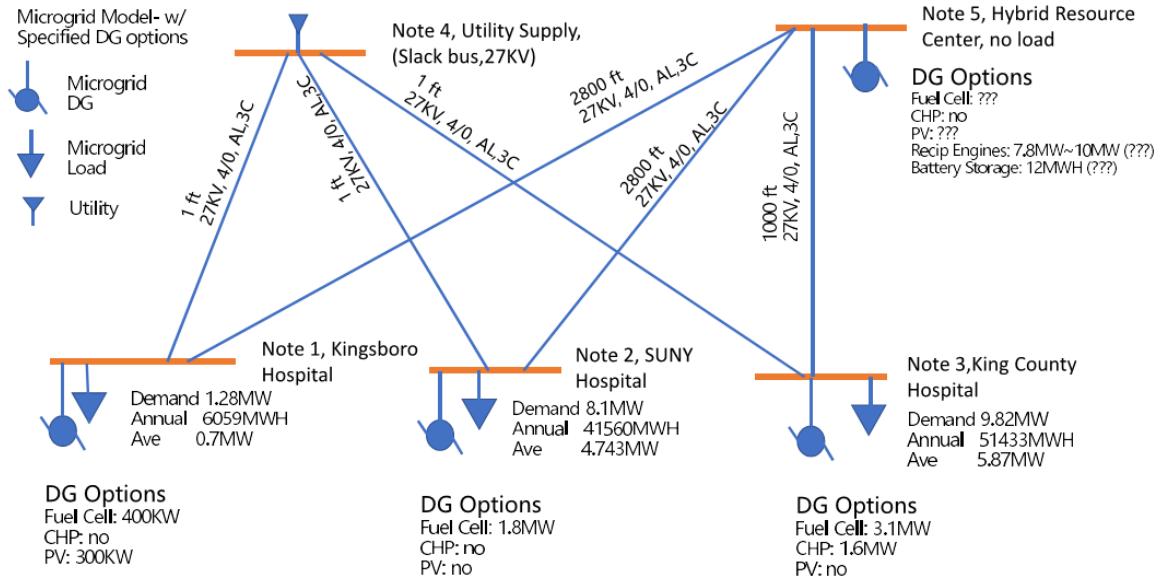 Microgrid Model- w/
Specified DG options
Microgrid
DG
Microgrid
Load
Utility
Note 4, Utility Supply,
(Slack bus,27KV)
Note 5, Hybrid Resource
Center, no load
DG Options
Fuel Cell: ???
CHP: no
PV: ???
Recip Engines: 7.8MW~10MW (???)
Battery Storage: 12MWH (???)
1 ft
27KV, 4/0, AL,3C
1 ft
27KV, 4/0, AL,3C
1 ft
27KV, 4/0, AL,3C
2800 ft
27KV, 4/0, AL,3C
2800 ft
27KV, 4/0, AL,3C
1000 ft
27KV, 4/0, AL,3C
Note 1, Kingsboro
Hospital
Demand 1.28MW
Annual 6059MWH
Ave 0.7MW
DG Options
Fuel Cell: 400KW
CHP: no
PV: 300KW
Note 2, SUNY
Hospital
Demand 8.1MW
Annual 41560MWH
Ave 4.743MW
DG Options
Fuel Cell: 1.8MW
CHP: no
PV: no
Note 3,King County
Hospital
Demand 9.82MW
Annual 51433MWH
Ave 5.87MW
DG Options
Fuel Cell: 3.1MW
CHP: 1.6MW
PV: no